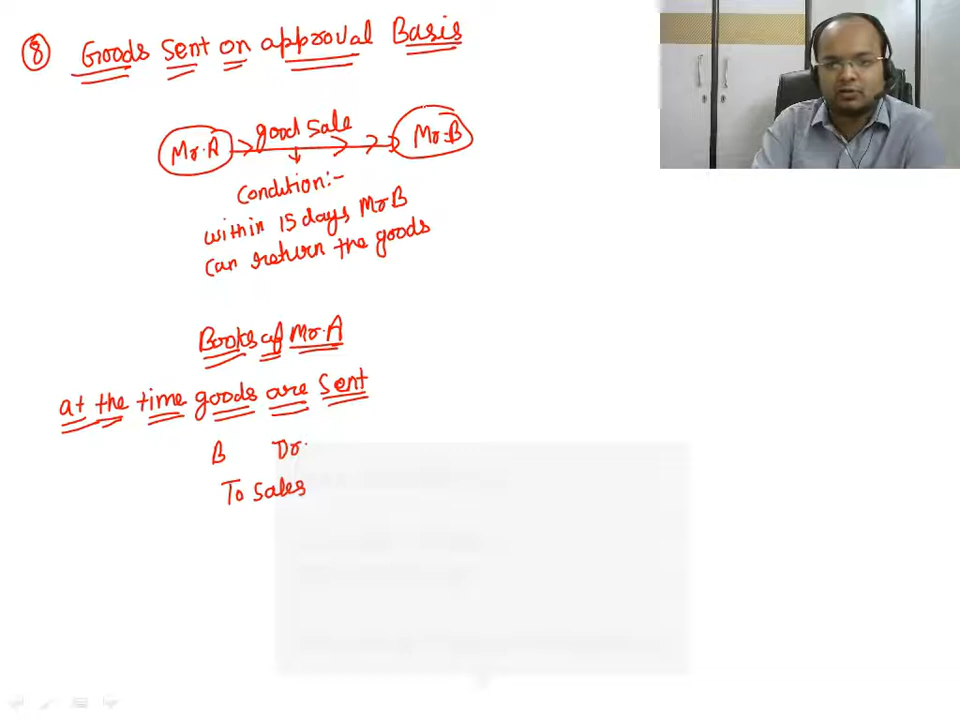 8 Goods Sent on approval Basis
Mr.A good sale Mr.B
Condition:-
within 15 days Mr B
can return the goods
Books of Mr.A
at the time goods are Sent
B Dr.
To Sales